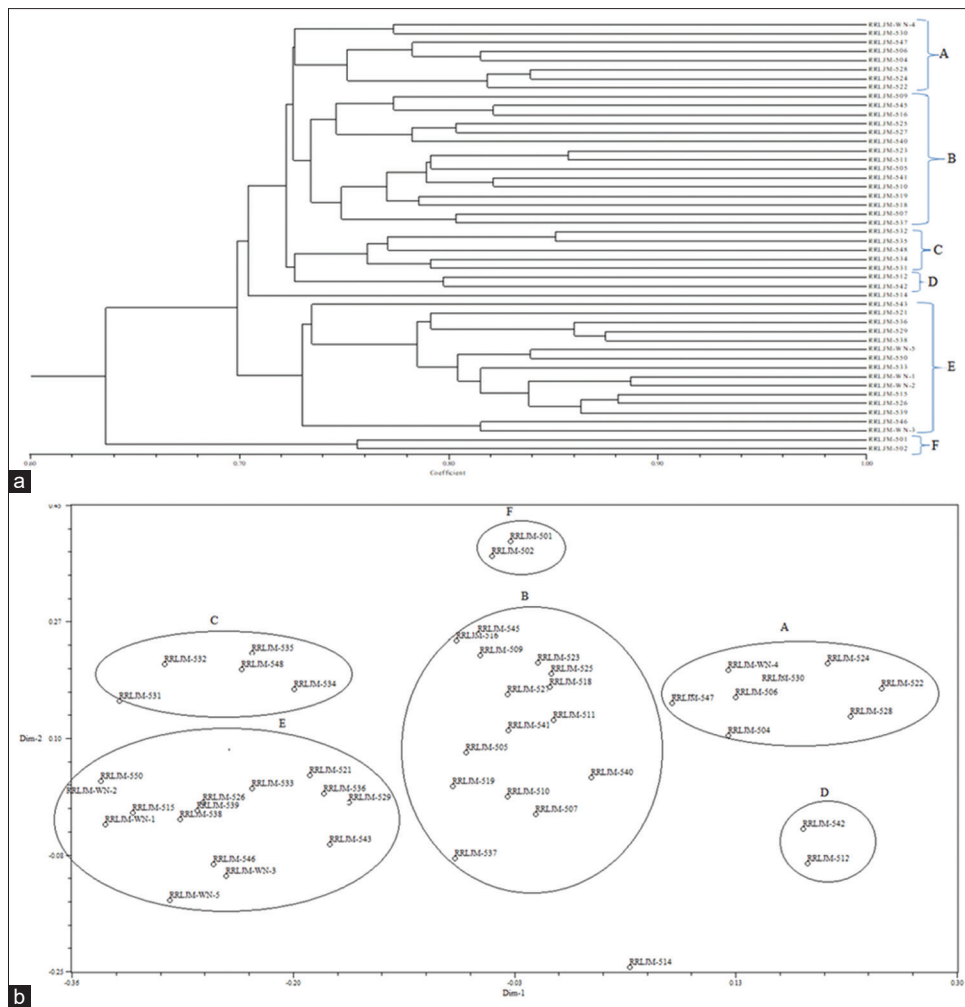 RRLJM-WN-4
RRLJM-530
RRLJM-547
RRLJM-506
RRLJM-504
RRLJM-528
RRLJM-524
RRLJM-522
A
RRLJM-509
RRLJM-545
RRLJM-516
RRLJM-525
RRLJM-527
RRLJM-540
RRLJM-523
RRLJM-511
RRLJM-505
RRLJM-541
RRLJM-510
RRLJM-519
RRLJM-518
RRLJM-507
RRLJM-537
B
RRLJM-532
RRLJM-535
RRLJM-548
RRLJM-534
RRLJM-531
C
RRLJM-512
RRLJM-542
D
RRLJM-514
RRLJM-543
RRLJM-521
RRLJM-536
RRLJM-529
RRLJM-538
RRLJM-WN-5
RRLJM-550
RRLJM-533
RRLJM-WN-1
RRLJM-WN-2
RRLJM-515
RRLJM-526
RRLJM-539
RRLJM-546
RRLJM-WN-3
E
RRLJM-501
RRLJM-502
F
0.60 0.70 0.80 0.90 1.00
Coefficient
a
0.45
F
RRLJM-501
RRLJM-502
B
0.27
RRLJM-545
RRLJM-516
RRLJM-509
RRLJM-523
RRLJM-525
RRLJM-518
RRLJM-527
RRLJM-511
RRLJM-541
RRLJM-505
RRLJM-540
RRLJM-519
RRLJM-510
RRLJM-507
RRLJM-537
C
RRLJM-535
RRLJM-532
RRLJM-548
RRLJM-534
RRLJM-531
A
RRLJM-WN-4
RRLJM-524
RRLJM-530
RRLJM-522
RRLJM-506
RRLJM-547
RRLJM-528
RRLJM-504
Dim-2
0.10
E
RRLJM-521
RRLJM-550
RRLJM-533
RRLJM-WN-2
RRLJM-536
RRLJM-526
RRLJM-529
RRLJM-539
RRLJM-515
RRLJM-538
RRLJM-WN-1
RRLJM-543
RRLJM-546
RRLJM-WN-3
RRLJM-WN-5
D
RRLJM-542
RRLJM-512
-0.08
RRLJM-514
-0.25
-0.36 -0.20 -0.03 0.13 0.30
Dim-1
b